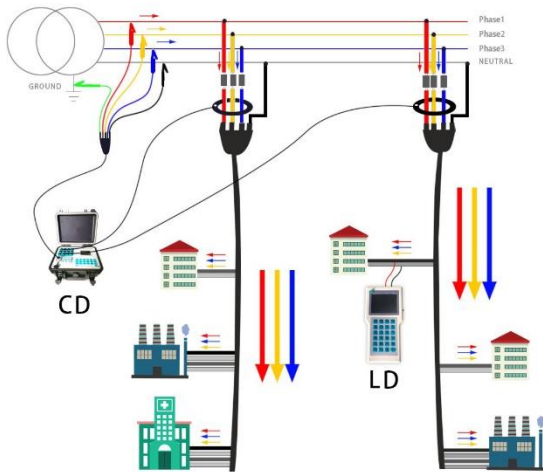 Phase1
Phase2
Phase3
NEUTRAL
GROUND
CD
LD